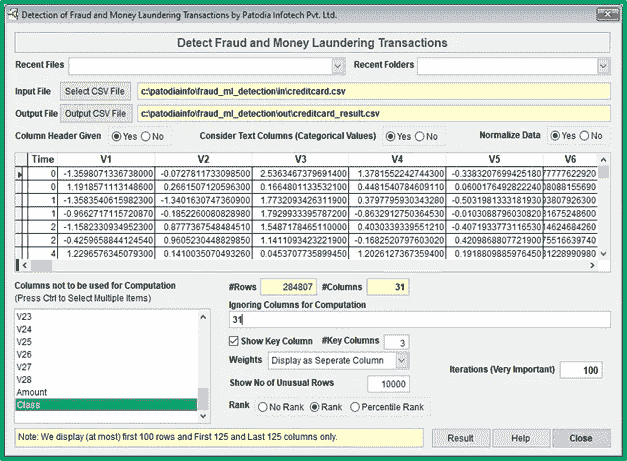 Detection of Fraud and Money Laundering Transactions by Patodia Infotech Pvt. Ltd.
Detect Fraud and Money Laundering Transactions
Recent Files Recent Folders
Input File Select CSV File c:\patodiainfo\fraud_ml_detection\in\creditcard.csv
Output File Output CSV File c:\patodiainfo\fraud_ml_detection\out\creditcard_result.csv
Column Header Given Yes No Consider Text Columns (Categorical Values) Yes No Normalize Data Yes No
Time V1 V2 V3 V4 V5 V6
0 -1.3598071336738000 -0.0727811733098500 2.5363467379691400 1.3781552242744300 -0.3383207699425180 77777622920
0 1.1918571113148600 0.2661507120596300 0.1664801133532100 0.4481540784609110 0.0600176492822240 08088155690
1 -1.3583540615982300 -1.3401630747360900 1.7732093426311900 0.3797795930343280 -0.5031981333181930 93807926300
1 -0.9662717115720870 -0.1852260080828980 1.7929933395787200 -0.8632912750364530 -0.0103088796030820 31675248600
2 -1.1582330934952300 0.8777367548484510 1.5487178465110000 0.4030339339551210 -0.4071933773116530 14624684260
2 -0.4259658844124540 0.9605230449829850 1.1411093423221900 -0.1682520797603020 0.4209868807721900 75516639740
4 1.2296576345079300 0.1410035070493260 0.0453707735899450 1.2026127367359400 0.1918809885976450 31228990980
Columns not to be used for Computation
(Press Ctrl to Select Multiple Items)
V23
V24
V25
V26
V27
V28
Amount
Class
#Rows 284807 #Columns 31
Ignoring Columns for Computation
31
Show Key Column #Key Columns 3
Weights Display as Seperate Column
Iterations (Very Important) 100
Show No of Unusual Rows 10000
Rank No Rank Rank Percentile Rank
Note: We display (at most) first 100 rows and First 125 and Last 125 columns only.
Result Help Close